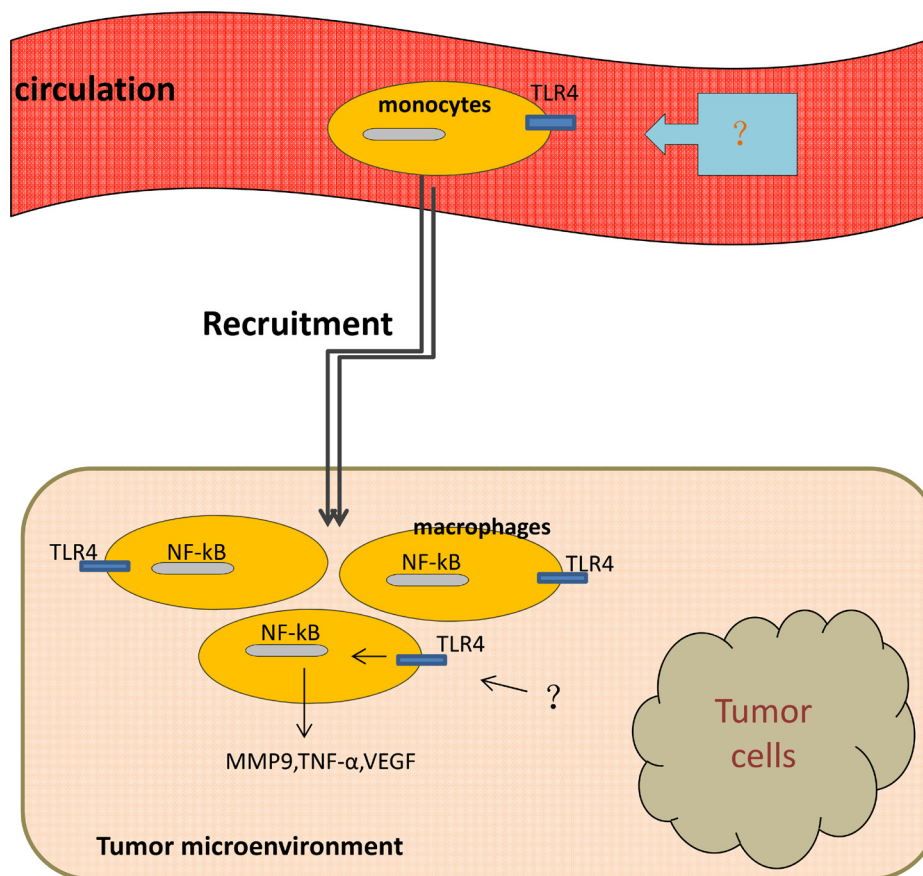 circulation
monocytes
TLR4
?
Recruitment
macrophages
TLR4
NF-kB
NF-kB
TLR4
NF-kB
TLR4
?
MMP9,TNF-α,VEGF
Tumor
cells
Tumor microenvironment